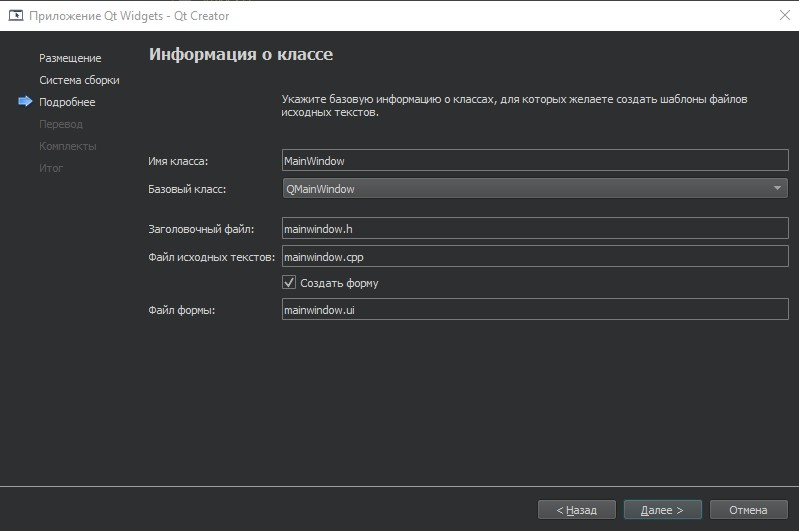 Приложение Qt Widgets - Qt Creator
Размещение
Система сборки
Подробнее
Перевод
Комплекты
Итог
Информация о классе
Укажите базовую информацию о классах, для которых желаете создать шаблоны файлов
исходных текстов.
Имя класса: MainWindow
Базовый класс: QMainWindow
Заголовочный файл: mainwindow.h
Файл исходных текстов: mainwindow.cpp
Создать форму
Файл формы: mainwindow.ui
< Назад Далее > Отмена